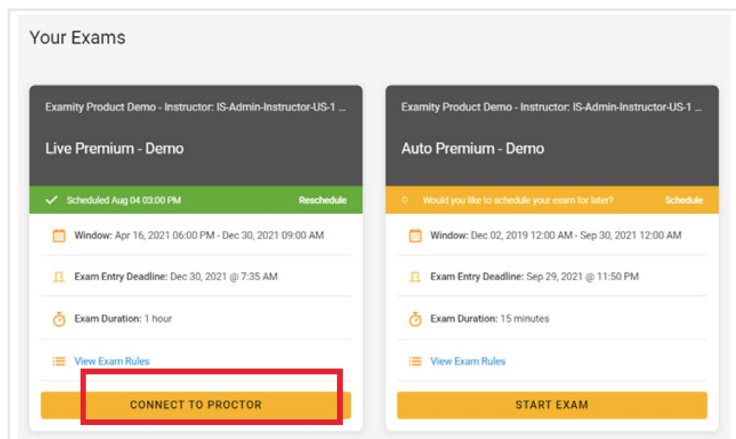 Your Exams
Examity Product Demo - Instructor: IS-Admin-Instructor-US-1 ...
Live Premium - Demo
Scheduled Aug 04 03:00 PM Reschedule
Window: Apr 16, 2021 06:00 PM - Dec 30, 2021 09:00 AM
Exam Entry Deadline: Dec 30, 2021 @ 7:35 AM
Exam Duration: 1 hour
View Exam Rules
CONNECT TO PROCTOR
Examity Product Demo - Instructor: IS-Admin-Instructor-US-1 ...
Auto Premium - Demo
Would you like to schedule your exam for later? Schedule
Window: Dec 02, 2019 12:00 AM - Sep 30, 2021 12:00 AM
Exam Entry Deadline: Sep 29, 2021 @ 11:50 PM
Exam Duration: 15 minutes
View Exam Rules
START EXAM